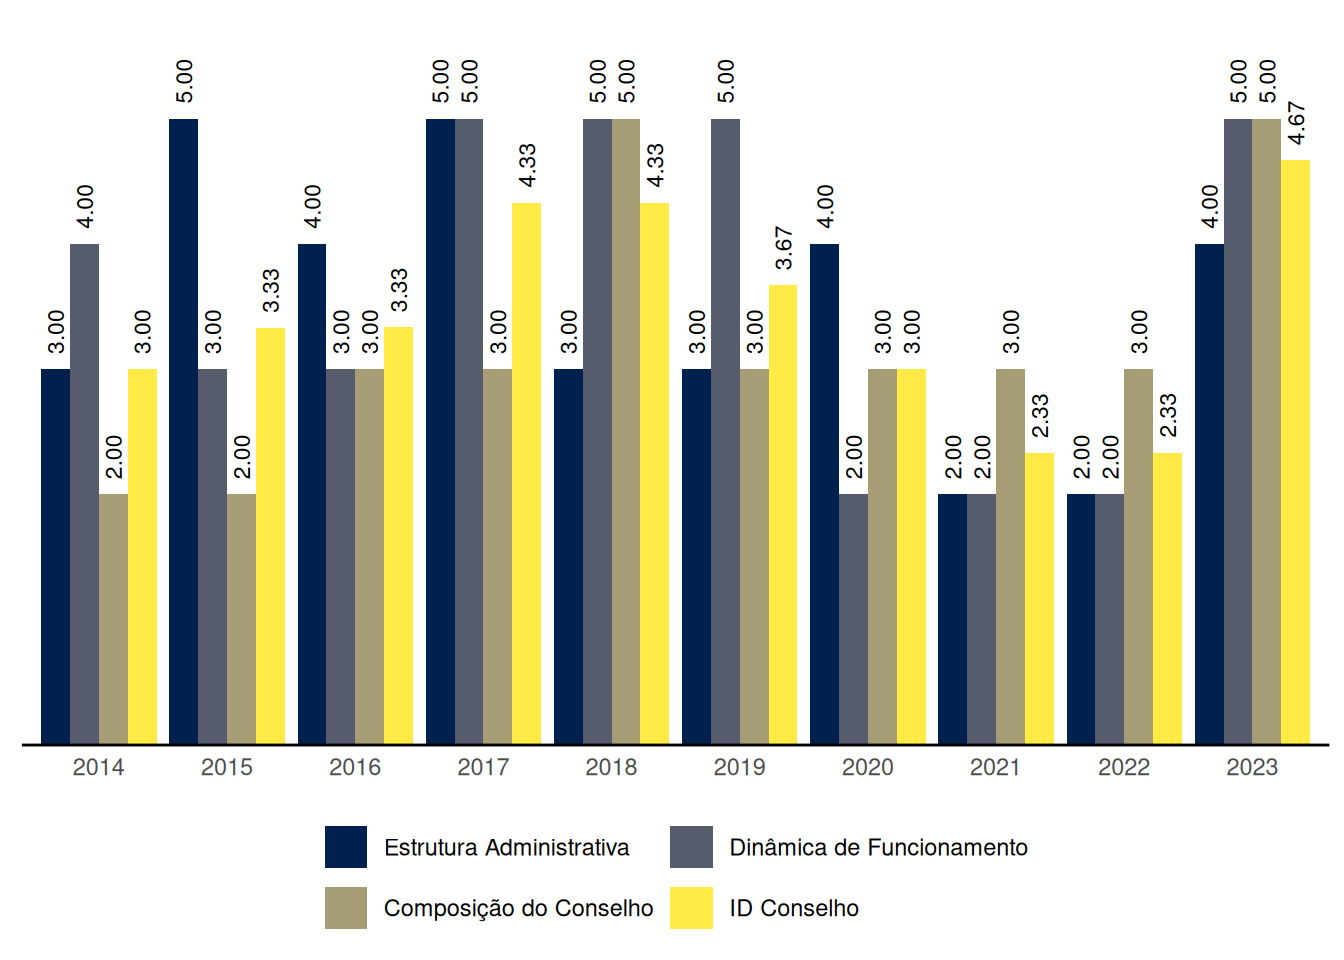 3.00 4.00 2.00 3.00
5.00 3.00 2.00 3.33
4.00 3.00 3.00 3.33
5.00 5.00 3.00 4.33
3.00 5.00 5.00 4.33
3.00 5.00 3.00 3.67
4.00 2.00 3.00 3.00
2.00 2.00 3.00 2.33
2.00 2.00 3.00 2.33
4.00 5.00 5.00 4.67
2014 2015 2016 2017 2018 2019 2020 2021 2022 2023
Estrutura Administrativa
Dinâmica de Funcionamento
Composição do Conselho
ID Conselho